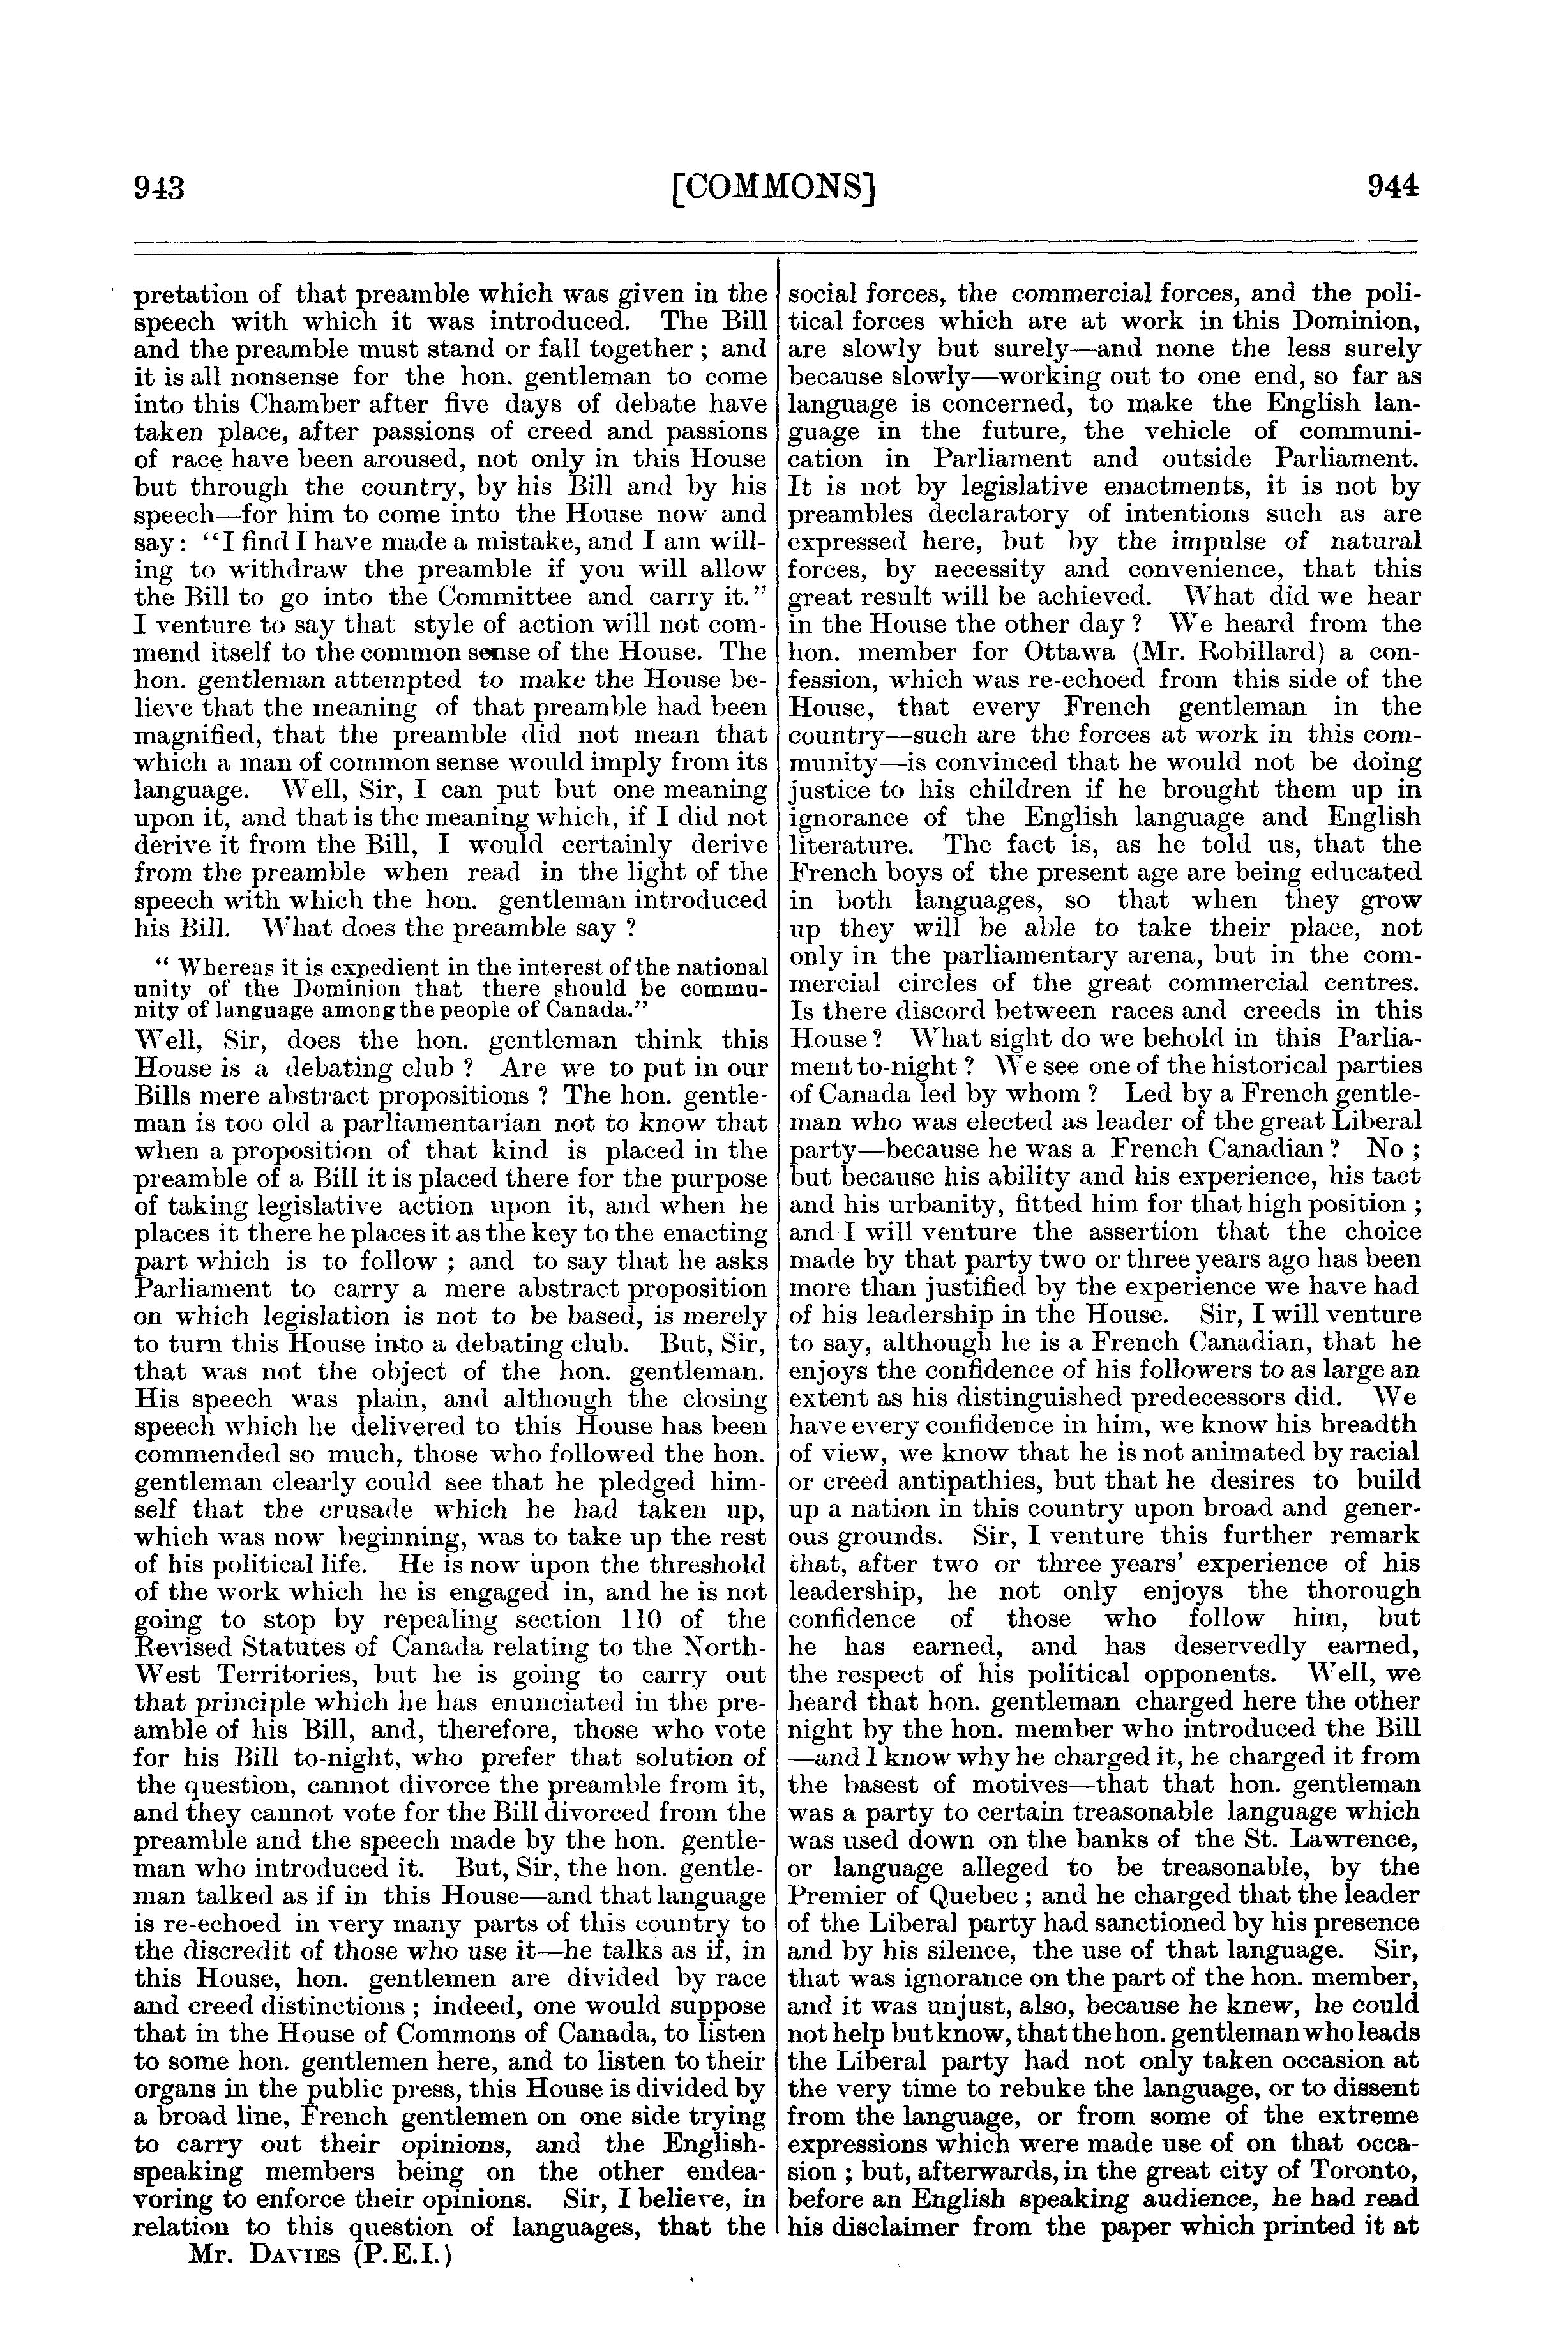 943
[COMMONS]
944
pretation of that preamble which was given in the
speech with which it was introduced. The Bill
and the preamble must stand or fall together ; and
it is all nonsense for the hon. gentleman to come
into this Chamber after five days of debate have
taken place, after passions of creed and passions
of race have been aroused, not only in this House
but through the country, by his Bill and by his
speech—for him to come into the House now and
say: “I find I have made a mistake, and I am will-
ing to withdraw the preamble if you will allow
the Bill to go into the Committee and carry it.”
I venture to say that style of action will not com-
mend itself to the common sense of the House. The
hon. gentleman attempted to make the House be-
lieve that the meaning of that preamble had been
magnified, that the preamble did not mean that
which a man of common sense would imply from its
language. Well, Sir, I can put but one meaning
upon it, and that is the meaning which, if I did not
derive it from the Bill, I would certainly derive
from the preamble when read in the light of the
speech with which the hon. gentleman introduced
his Bill. What does the preamble say ?
“ Whereas it is expedient in the interest of the national
unity of the Dominion that there should be commu-
nity of language among the people of Canada.”
Well, Sir, does the hon. gentleman think this
House is a debating club ? Are we to put in our
Bills mere abstract propositions ? The hon. gentle-
man is too old a parliamentarian not to know that
when a proposition of that kind is placed in the
preamble of a Bill it is placed there for the purpose
of taking legislative action upon it, and when he
places it there he places it as the key to the enacting
part which is to follow ; and to say that he asks
Parliament to carry a mere abstract proposition
on which legislation is not to be based, is merely
to turn this House into a debating club. But, Sir,
that was not the object of the hon. gentleman.
His speech was plain, and although the closing
speech which he delivered to this House has been
commended so much, those who followed the hon.
gentleman clearly could see that he pledged him-
self that the crusade which he had taken up,
which was now beginning, was to take up the rest
of his political life. He is now upon the threshold
of the work which he is engaged in, and he is not
going to stop by repealing section 110 of the
Revised Statutes of Canada relating to the North-
West Territories, but he is going to carry out
that principle which he has enunciated in the pre-
amble of his Bill, and, therefore, those who vote
for his Bill to-night, who prefer that solution of
the question, cannot divorce the preamble from it,
and they cannot vote for the Bill divorced from the
preamble and the speech made by the hon. gentle-
man who introduced it. But, Sir, the hon. gentle-
man talked as if in this House—and that language
is re-echoed in very many parts of this country to
the discredit of those who use it—he talks as if, in
this House, hon. gentlemen are divided by race
and creed distinctions ; indeed, one would suppose
that in the House of Commons of Canada, to listen
to some hon. gentlemen here, and to listen to their
organs in the public press, this House is divided by
a broad line, French gentlemen on one side trying
to carry out their opinions, and the English-
speaking members being on the other endea-
voring to enforce their opinions. Sir, I believe, in
relation to this question of languages, that the
Mr. DAVIES (P.E.I.)
social forces, the commercial forces, and the poli-
tical forces which are at work in this Dominion,
are slowly but surely—and none the less surely
because slowly—working out to one end, so far as
language is concerned, to make the English lan-
guage in the future, the vehicle of communi-
cation in Parliament and outside Parliament.
It is not by legislative enactments, it is not by
preambles declaratory of intentions such as are
expressed here, but by the impulse of natural
forces, by necessity and convenience, that this
great result will be achieved. What did we hear
in the House the other day ? We heard from the
hon. member for Ottawa (Mr. Robillard) a con-
fession, which was re-echoed from this side of the
House, that every French gentleman in the
country—such are the forces at work in this com-
munity—is convinced that he would not be doing
justice to his children if he brought them up in
ignorance of the English language and English
literature. The fact is, as he told us, that the
French boys of the present age are being educated
in both languages, so that when they grow
up they will be able to take their place, not
only in the parliamentary arena, but in the com-
mercial circles of the great commercial centres.
Is there discord between races and creeds in this
House ? What sight do we behold in this Parlia-
ment to-night ? We see one of the historical parties
of Canada led by whom ? Led by a French gentle-
man who was elected as leader of the great Liberal
party—because he was a French Canadian ? No ;
but because his ability and his experience, his tact
and his urbanity, fitted him for that high position ;
and I will venture the assertion that the choice
made by that party two or three years ago has been
more than justified by the experience we have had
of his leadership in the House. Sir, I will venture
to say, although he is a French Canadian, that he
enjoys the confidence of his followers to as large an
extent as his distinguished predecessors did. We
have every confidence in him, we know his breadth
of view, we know that he is not animated by racial
or creed antipathies, but that he desires to build
up a nation in this country upon broad and gener-
ous grounds. Sir, I venture this further remark
that, after two or three years’ experience of his
leadership, he not only enjoys the thorough
confidence of those who follow him, but
he has earned, and has deservedly earned,
the respect of his political opponents. Well, we
heard that hon. gentleman charged here the other
night by the hon. member who introduced the Bill
—and I know why he charged it, he charged it from
the basest of motives—that that hon. gentleman
was a party to certain treasonable language which
was used down on the banks of the St. Lawrence,
or language alleged to be treasonable, by the
Premier of Quebec ; and he charged that the leader
of the Liberal party had sanctioned by his presence
and by his silence, the use of that language. Sir,
that was ignorance on the part of the hon. member,
and it was unjust, also, because he knew, he could
not help but know, that the hon. gentleman who leads
the Liberal party had not only taken occasion at
the very time to rebuke the language, or to dissent
from the language, or from some of the extreme
expressions which were made use of on that occa-
sion ; but, afterwards, in the great city of Toronto,
before an English speaking audience, he had read
his disclaimer from the paper which printed it at